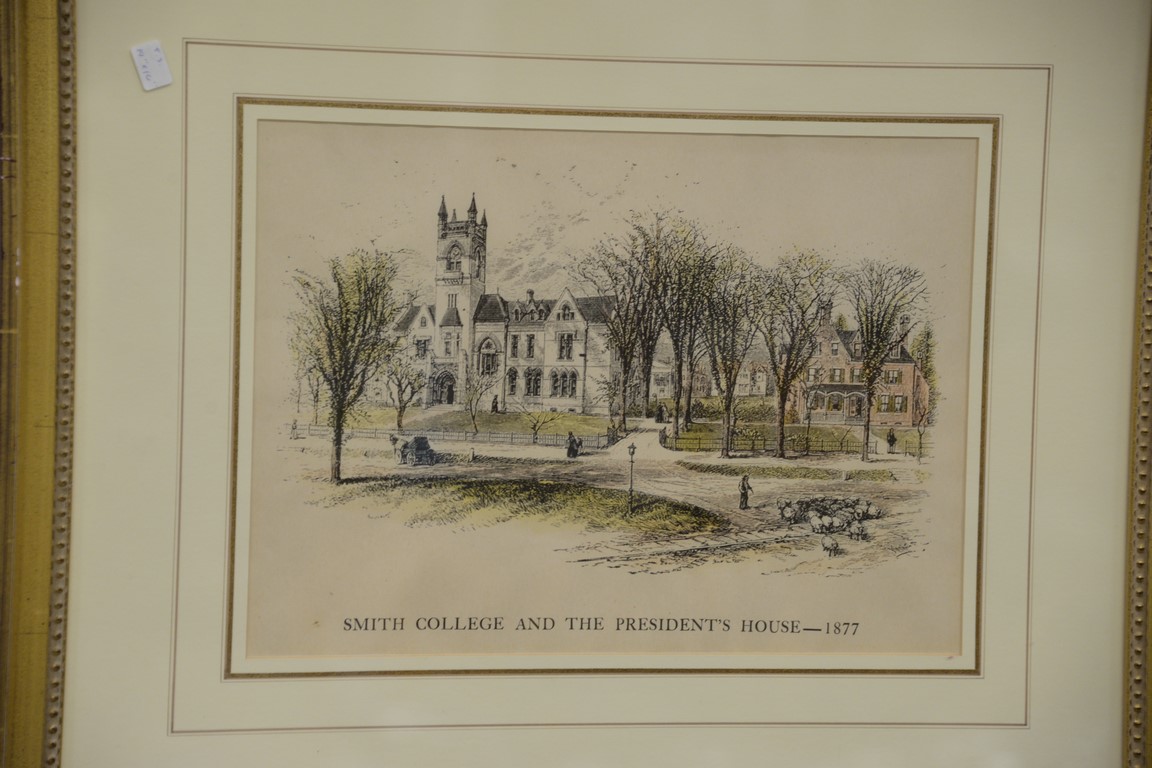 SMITH COLLEGE AND THE PRESIDENT'S HOUSE—1877